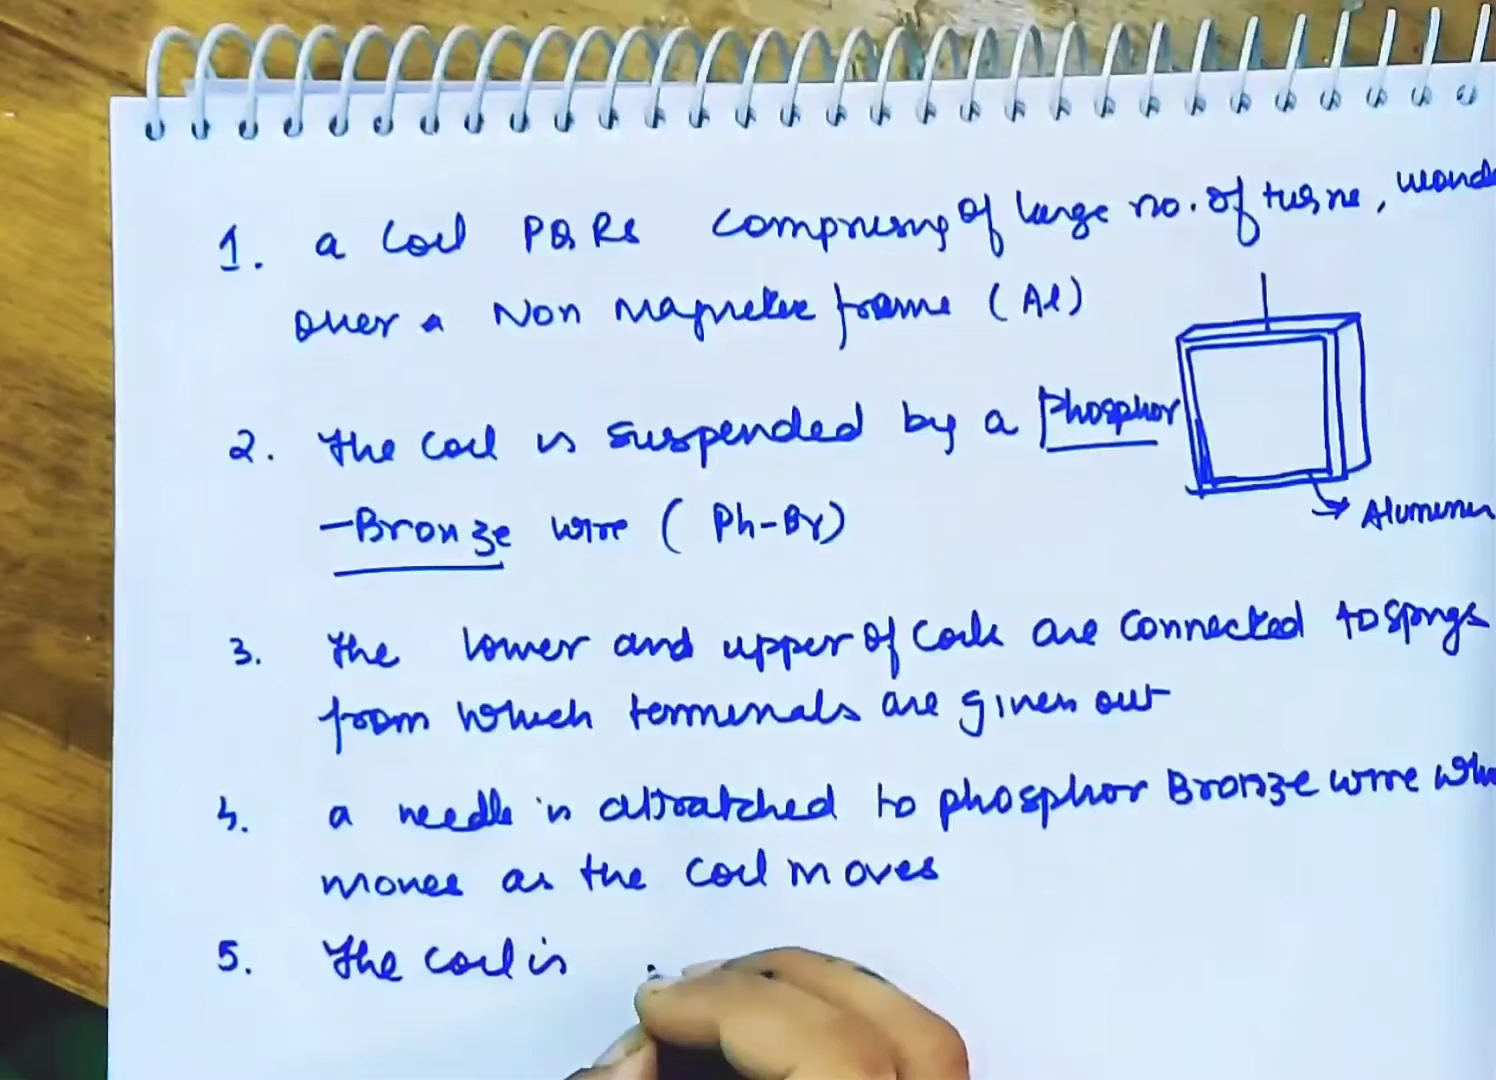 1. a coil PQRS comprising of large no. of turns, wound
over a Non Magnetic frame (Al)
2. The coil is suspended by a Phosphor
-Bronze wire ( Ph-Br)
Aluminium
3. The lower and upper of coils are connected to springs
from which terminals are given out
4. a needle is attached to phosphor Bronze wire
moves as the coil moves
5. The coil is